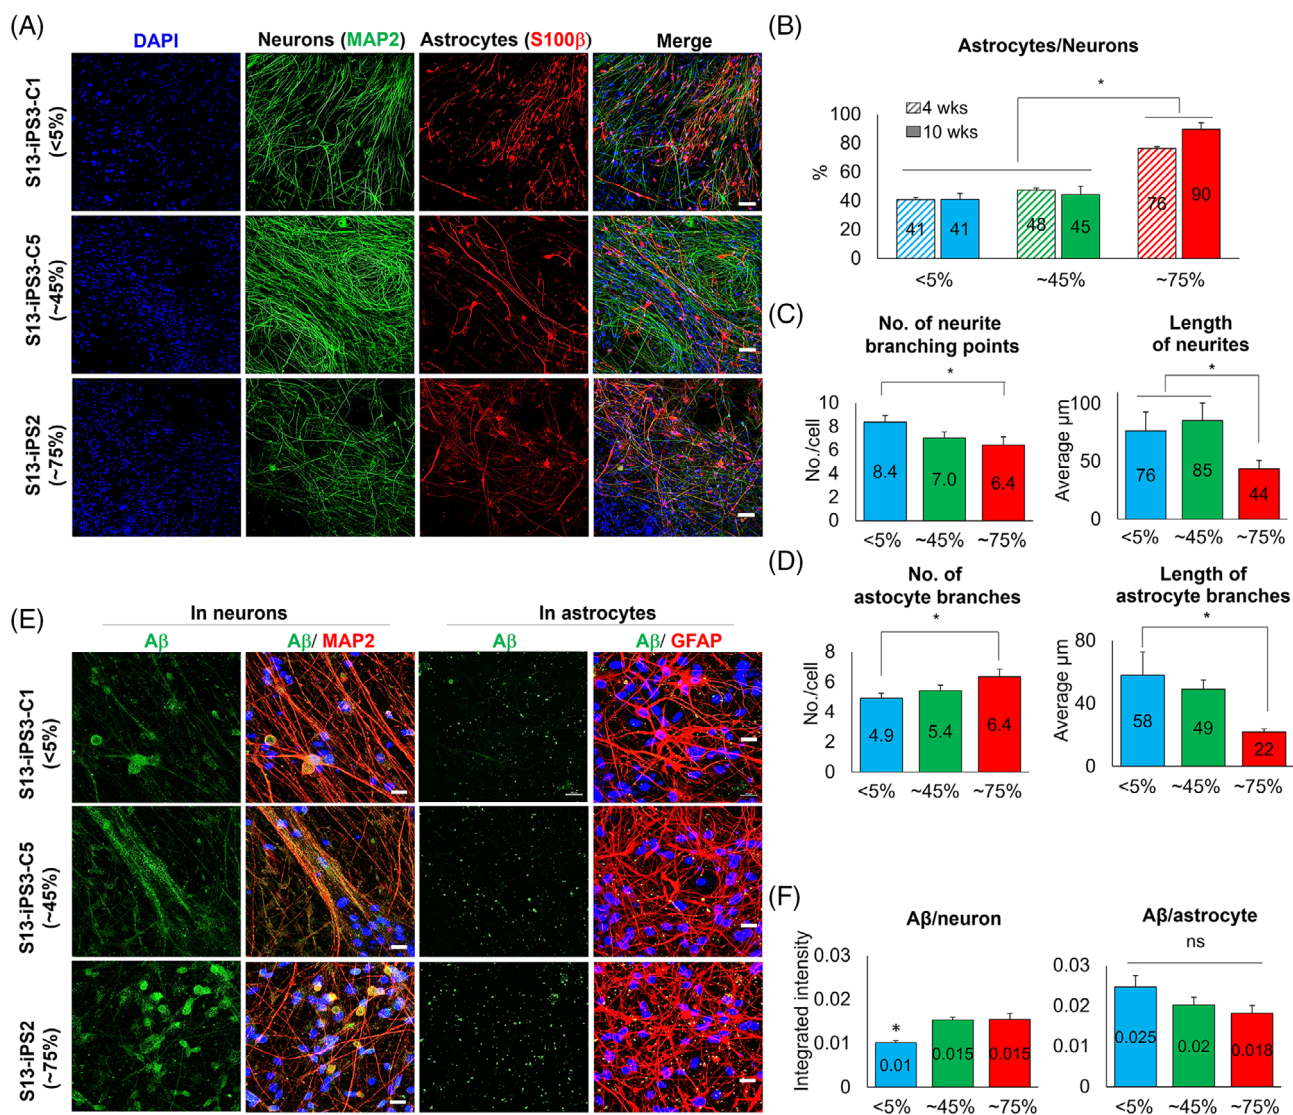 (A)
DAPI Neurons (MAP2) Astrocytes (S100β) Merge
S13-iPS3-C1
(<5%)
S13-iPS3-C5
(~45%)
S13-iPS2
(~75%)
(B)
Astrocytes/Neurons
*
4 wks
10 wks
%
100
80
60
40
20
0
41 41 48 45 76 90
<5% ~45% ~75%
(C)
No. of neurite
branching points
*
No./cell
10
8
6
4
2
0
8.4 7.0 6.4
<5% ~45% ~75%
Length
of neurites
*
Average μm
100
50
0
76 85 44
<5% ~45% ~75%
(D)
No. of
astocyte branches
*
No./cell
8
6
4
2
0
4.9 5.4 6.4
<5% ~45% ~75%
Length of
astrocyte branches
*
Average μm
80
40
0
58 49 22
<5% ~45% ~75%
(E)
In neurons In astrocytes
Aβ Aβ/ MAP2 Aβ Aβ/ GFAP
S13-iPS3-C1
(<5%)
S13-iPS3-C5
(~45%)
S13-iPS2
(~75%)
(F)
Aβ/neuron
Integrated intensity
0.03
0.02
0.01
0
*
0.01 0.015 0.015
<5% ~45% ~75%
Aβ/astrocyte
ns
0.03
0.02
0.01
0
0.025 0.02 0.018
<5% ~45% ~75%